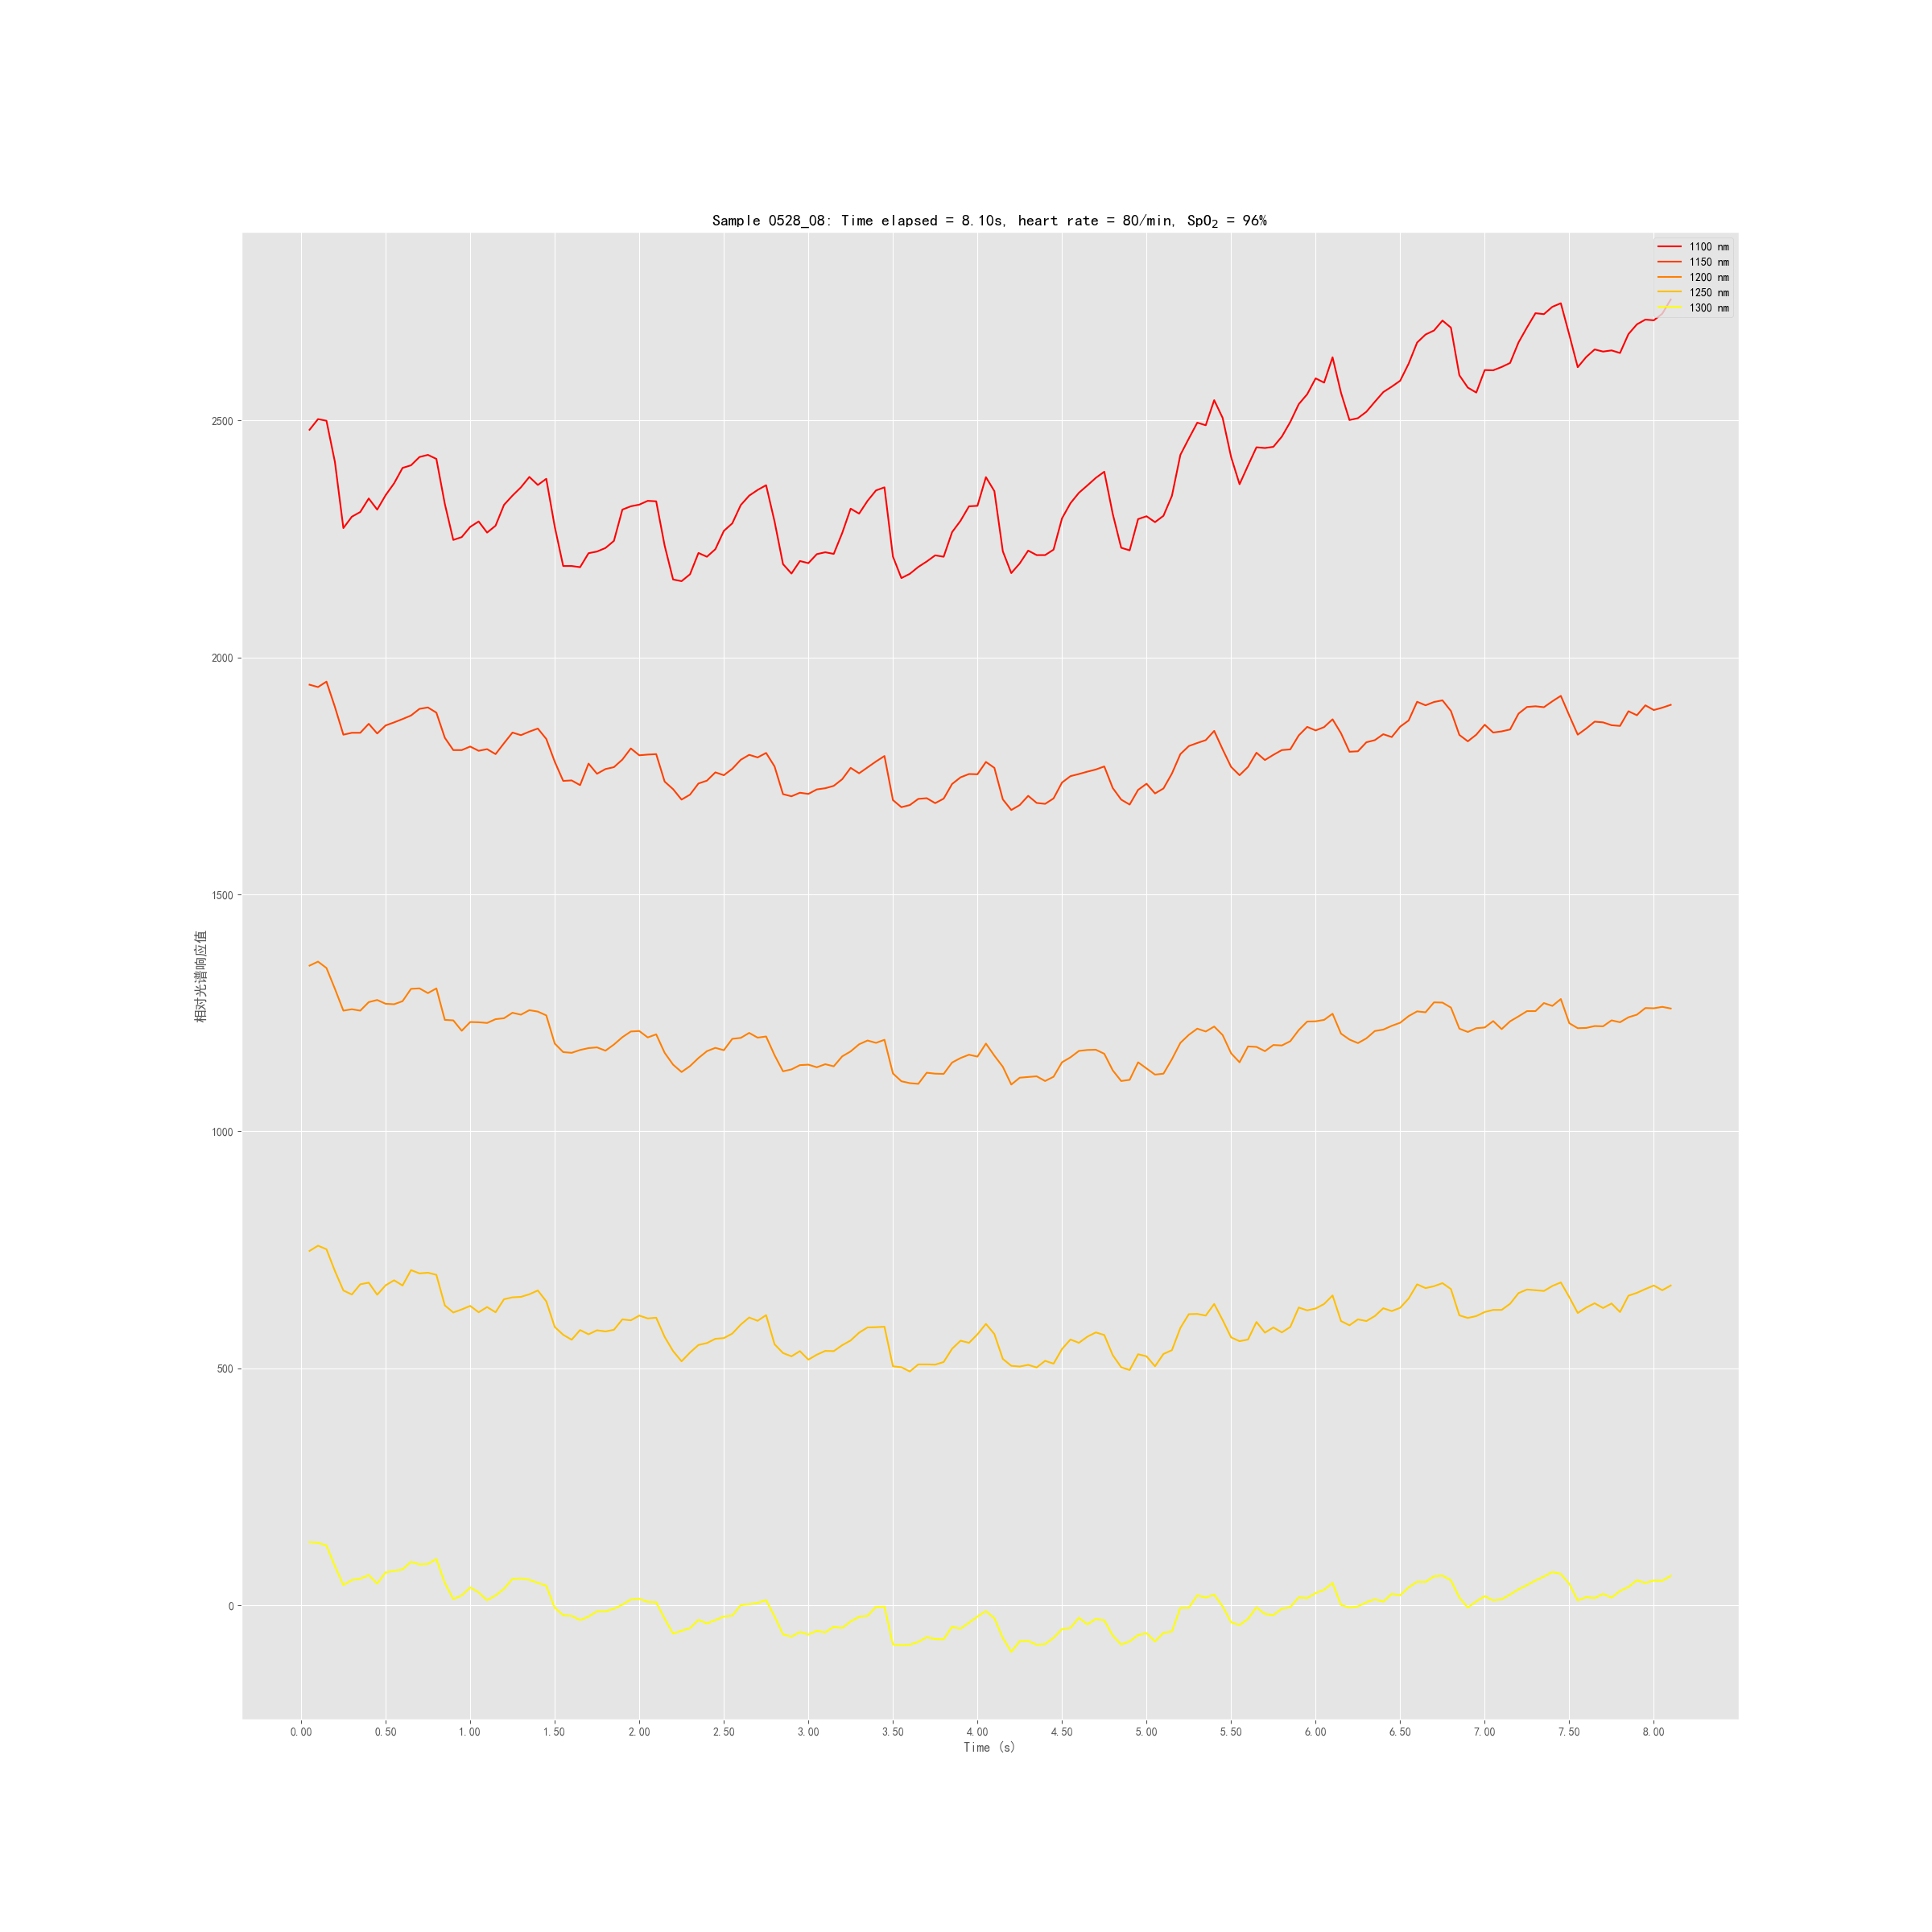 Sample 0528_08: Time elapsed = 8.10s, heart rate = 80/min, SpO₂ = 96%
1100 nm
1150 nm
1200 nm
1250 nm
1300 nm
2500
2000
1500
1000
500
0
相对光谱响应值
0.00 0.50 1.00 1.50 2.00 2.50 3.00 3.50 4.00 4.50 5.00 5.50 6.00 6.50 7.00 7.50 8.00
Time (s)